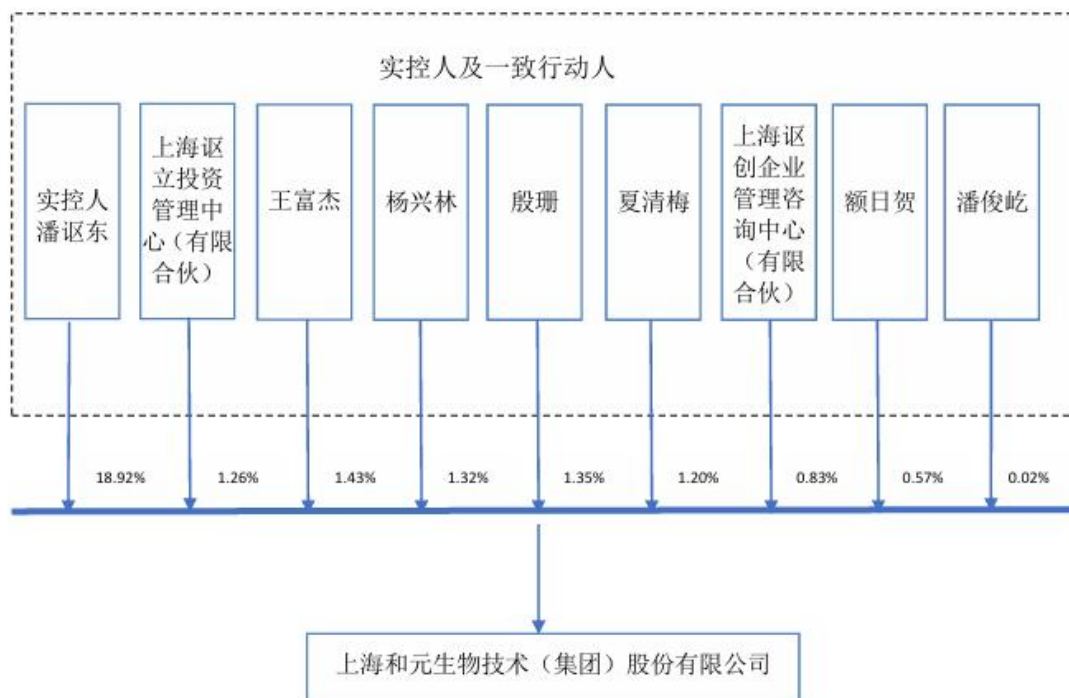 实控人及一致行动人
实控人
潘讴东
上海讴
立投资
管理中
心（有限
合伙）
王富杰
杨兴林
殷珊
夏清梅
上海讴
创企业
管理咨
询中心
（有限
合伙）
额日贺
潘俊屹
18.92%
1.26%
1.43%
1.32%
1.35%
1.20%
0.83%
0.57%
0.02%
上海和元生物技术（集团）股份有限公司